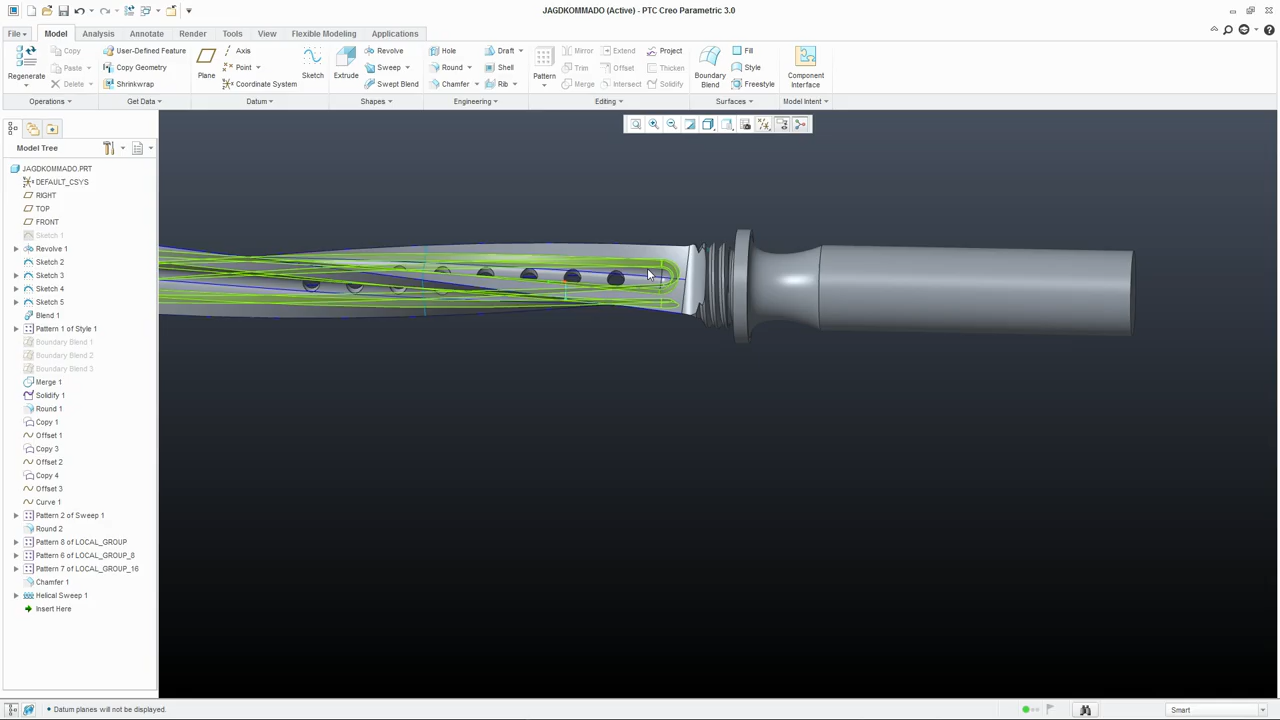 JAGDKOMMADO (Active) - PTC Creo Parametric 3.0
File Model Analysis Annotate Render Tools View Flexible Modeling Applications
Copy User-Defined Feature Axis Revolve Hole Draft Mirror Extend Project Fill
Paste Copy Geometry Point Sweep Round Shell Trim Offset Thicken Style
Regenerate Delete Shrinkwrap Plane Coordinate System Sketch Extrude Swept Blend Chamfer Rib Pattern Merge Intersect Solidify Boundary Blend Freestyle Component Interface
Operations Get Data Datum Shapes Engineering Editing Surfaces Model Intent
Model Tree
JAGDKOMMADO.PRT
DEFAULT_CSYS
RIGHT
TOP
FRONT
Sketch 1
Revolve 1
Sketch 2
Sketch 3
Sketch 4
Sketch 5
Blend 1
Pattern 1 of Style 1
Boundary Blend 1
Boundary Blend 2
Boundary Blend 3
Merge 1
Solidify 1
Round 1
Copy 1
Offset 1
Copy 3
Offset 2
Copy 4
Offset 3
Curve 1
Pattern 2 of Sweep 1
Round 2
Pattern 8 of LOCAL_GROUP
Pattern 6 of LOCAL_GROUP_8
Pattern 7 of LOCAL_GROUP_16
Chamfer 1
Helical Sweep 1
Insert Here
• Datum planes will not be displayed.
Smart